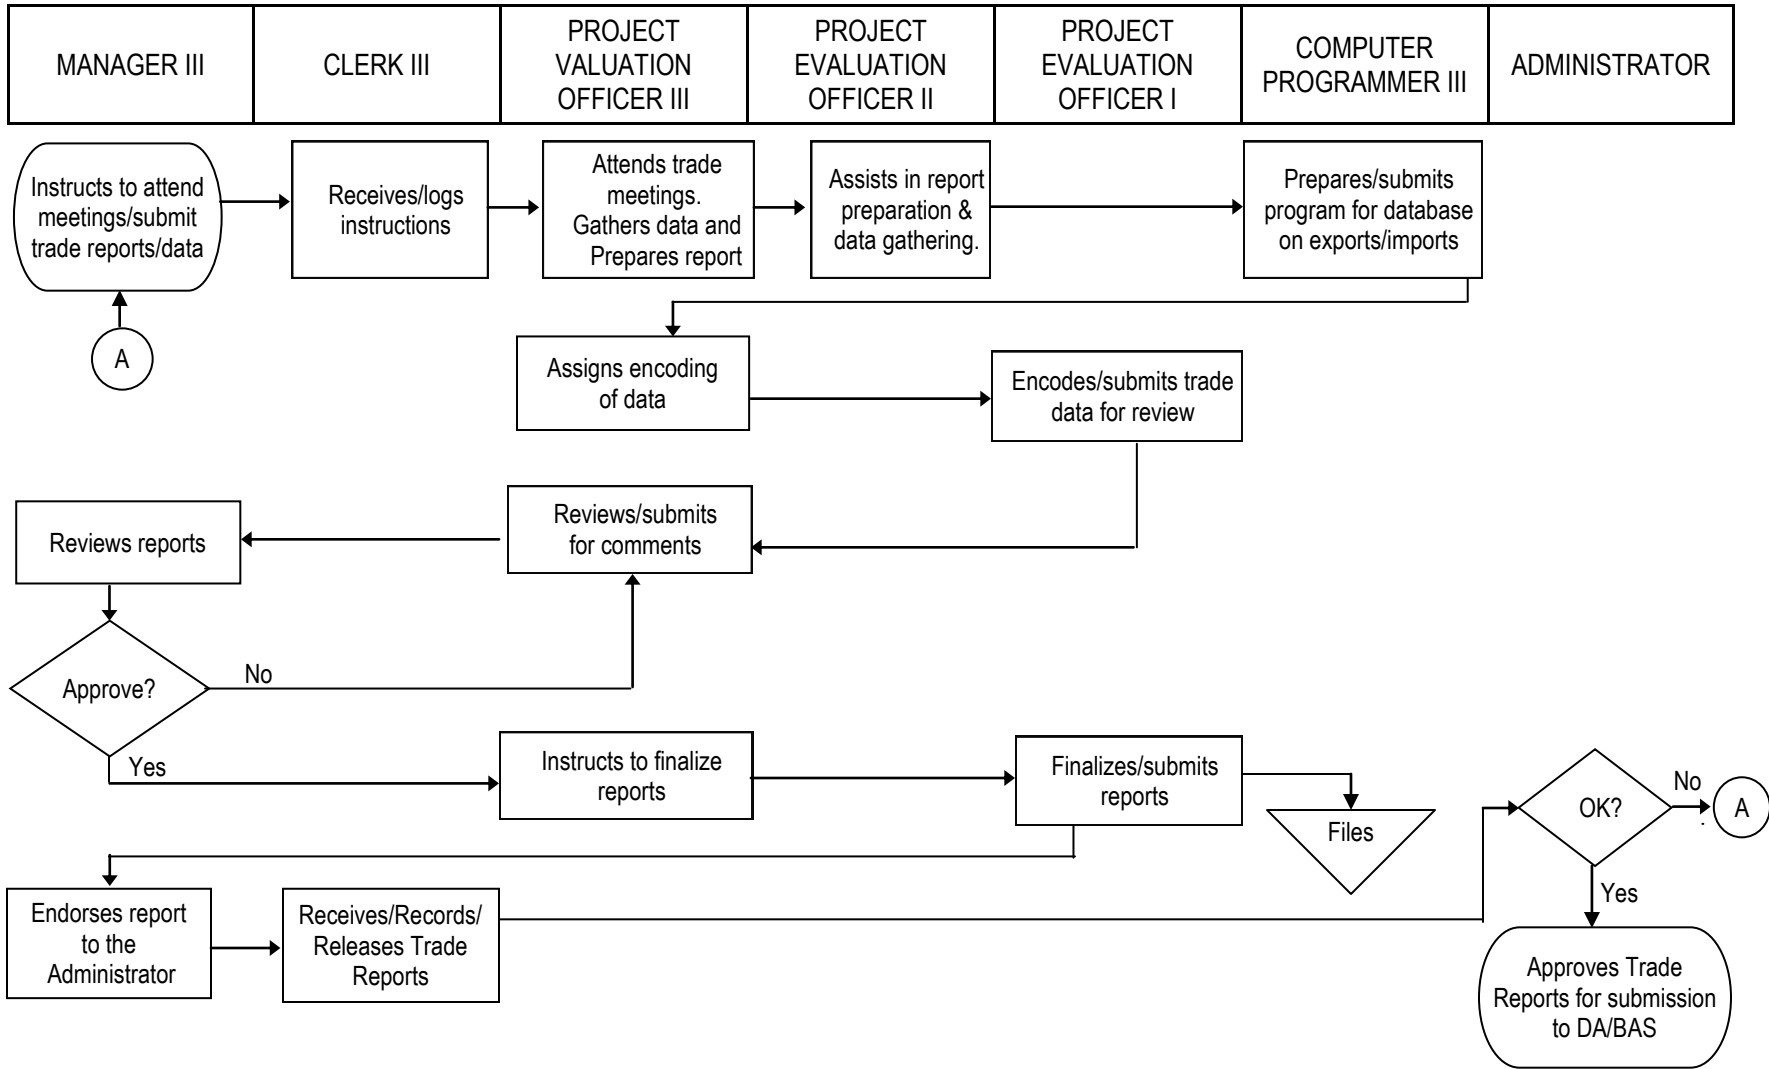 MANAGER III
CLERK III
PROJECT
VALUATION
OFFICER III
PROJECT
EVALUATION
OFFICER II
PROJECT
EVALUATION
OFFICER I
COMPUTER
PROGRAMMER III
ADMINISTRATOR
Instructs to attend
meetings/submit
trade reports/data
Receives/logs
instructions
Attends trade
meetings.
Gathers data and
Prepares report
Assists in report
preparation &
data gathering.
Prepares/submits
program for database
on exports/imports
A
Assigns encoding
of data
Encodes/submits trade
data for review
Reviews reports
Reviews/submits
for comments
Approve?
No
Yes
Instructs to finalize
reports
Finalizes/submits
reports
Files
OK?
No
A
Yes
Endorses report
to the
Administrator
Receives/Records/
Releases Trade
Reports
Approves Trade
Reports for submission
to DA/BAS